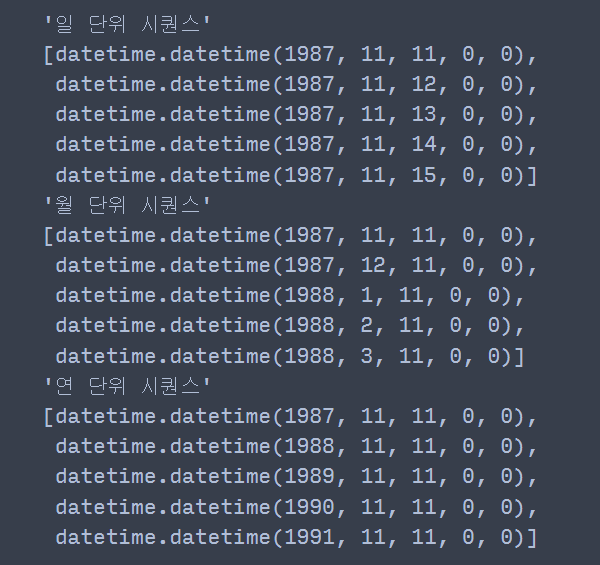 '일 단위 시퀀스'
[datetime.datetime(1987, 11, 11, 0, 0),
datetime.datetime(1987, 11, 12, 0, 0),
datetime.datetime(1987, 11, 13, 0, 0),
datetime.datetime(1987, 11, 14, 0, 0),
datetime.datetime(1987, 11, 15, 0, 0)]
'월 단위 시퀀스'
[datetime.datetime(1987, 11, 11, 0, 0),
datetime.datetime(1987, 12, 11, 0, 0),
datetime.datetime(1988, 1, 11, 0, 0),
datetime.datetime(1988, 2, 11, 0, 0),
datetime.datetime(1988, 3, 11, 0, 0)]
'연 단위 시퀀스'
[datetime.datetime(1987, 11, 11, 0, 0),
datetime.datetime(1988, 11, 11, 0, 0),
datetime.datetime(1989, 11, 11, 0, 0),
datetime.datetime(1990, 11, 11, 0, 0),
datetime.datetime(1991, 11, 11, 0, 0)]